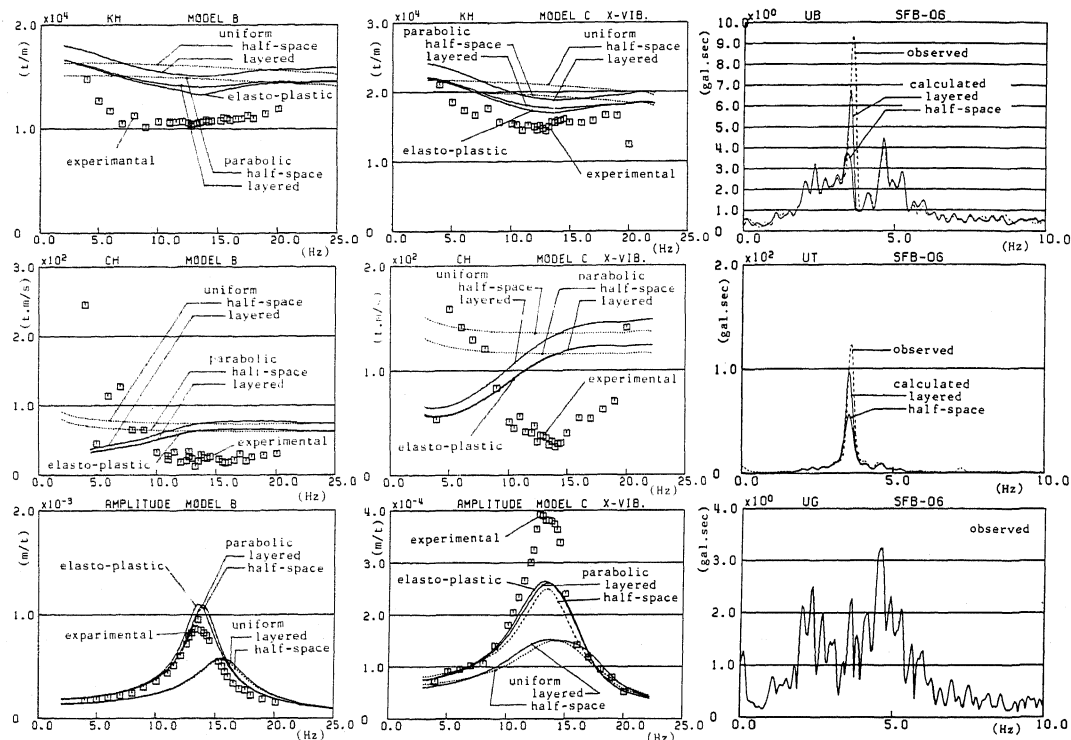 x10⁴ KH MODEL B
(t/m)
2.0
1.0
0
uniform
half-space
layered
elasto-plastic
experimental
parabolic
half-space
layered
0.0 5.0 10.0 15.0 20.0 25.0
(Hz)
x10⁴ KH MODEL C X-VIB.
(t/m)
3.0
2.0
1.0
0
parabolic
half-space
layered
uniform
half-space
layered
elasto-plastic
experimental
0.0 5.0 10.0 15.0 20.0 25.0
(Hz)
x10⁰ UB SFB-06
(gal.sec)
10.0
9.0
8.0
7.0
6.0
5.0
4.0
3.0
2.0
1.0
0
observed
calculated
layered
half-space
0.0 5.0 10.0
(Hz)
x10² CH MODEL B
(t.m/s)
3.0
2.0
1.0
0
uniform
half-space
layered
parabolic
half-space
layered
experimental
elasto-plastic
0.0 5.0 10.0 15.0 20.0 25.0
(Hz)
x10² CH MODEL C X-VIB.
2.0
1.0
0
uniform
half-space
layered
parabolic
half-space
layered
experimental
elasto-plastic
0.0 5.0 10.0 15.0 20.0 25.0
(Hz)
x10² UT SFB-06
(gal.sec)
2.0
1.0
0
observed
calculated
layered
half-space
0.0 5.0 10.0
(Hz)
x10⁻³ AMPLITUDE MODEL B
(m/t)
2.0
1.0
0
parabolic
layered
half-space
elasto-plastic
experimental
uniform
layered
half-space
0.0 5.0 10.0 15.0 20.0 25.0
(Hz)
x10⁻⁴ AMPLITUDE MODEL C X-VIB.
(m/t)
4.0
3.0
2.0
1.0
0
experimental
elasto-plastic
parabolic
layered
half-space
uniform
layered
half-space
0.0 5.0 10.0 15.0 20.0 25.0
(Hz)
x10⁰ UG SFB-06
(gal.sec)
4.0
3.0
2.0
1.0
0
observed
0.0 5.0 10.0
(Hz)